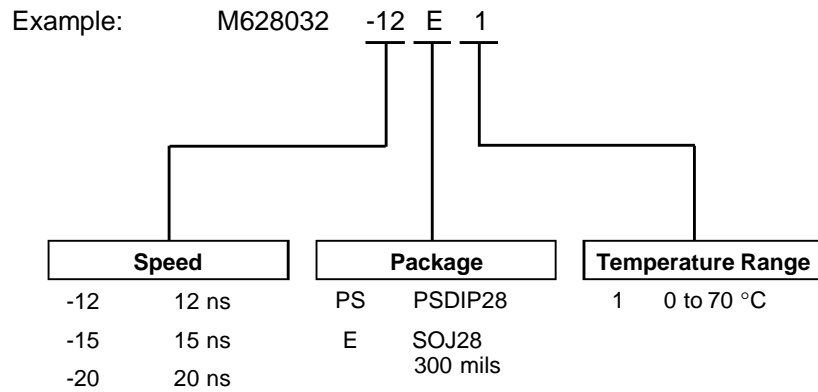 Example: M628032 -12 E 1
Speed Package Temperature Range
-12 12 ns PS PSDIP28 1 0 to 70 °C
-15 15 ns E SOJ28
300 mils
-20 20 ns